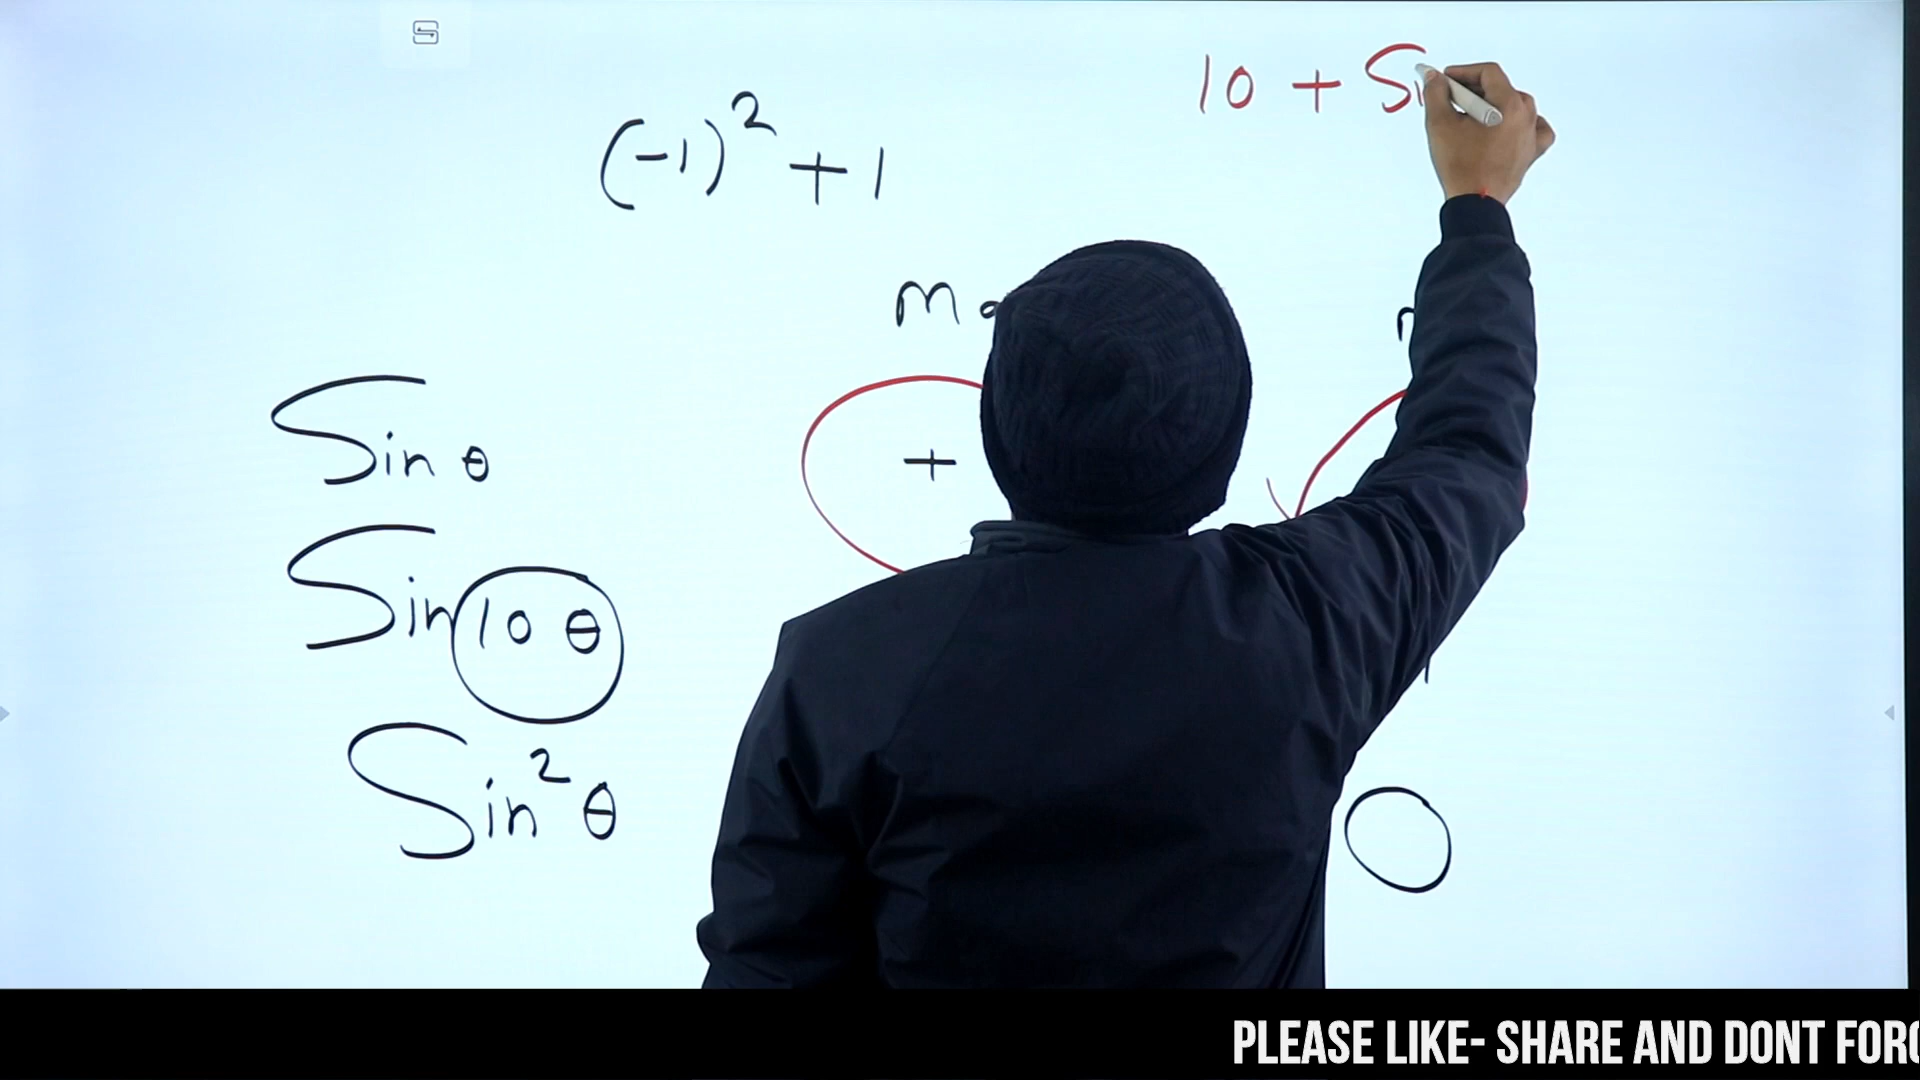 10 + Si
(-1)² + 1
Sin θ +
Sin 10 θ
Sin² θ
PLEASE LIKE- SHARE AND DONT FORG